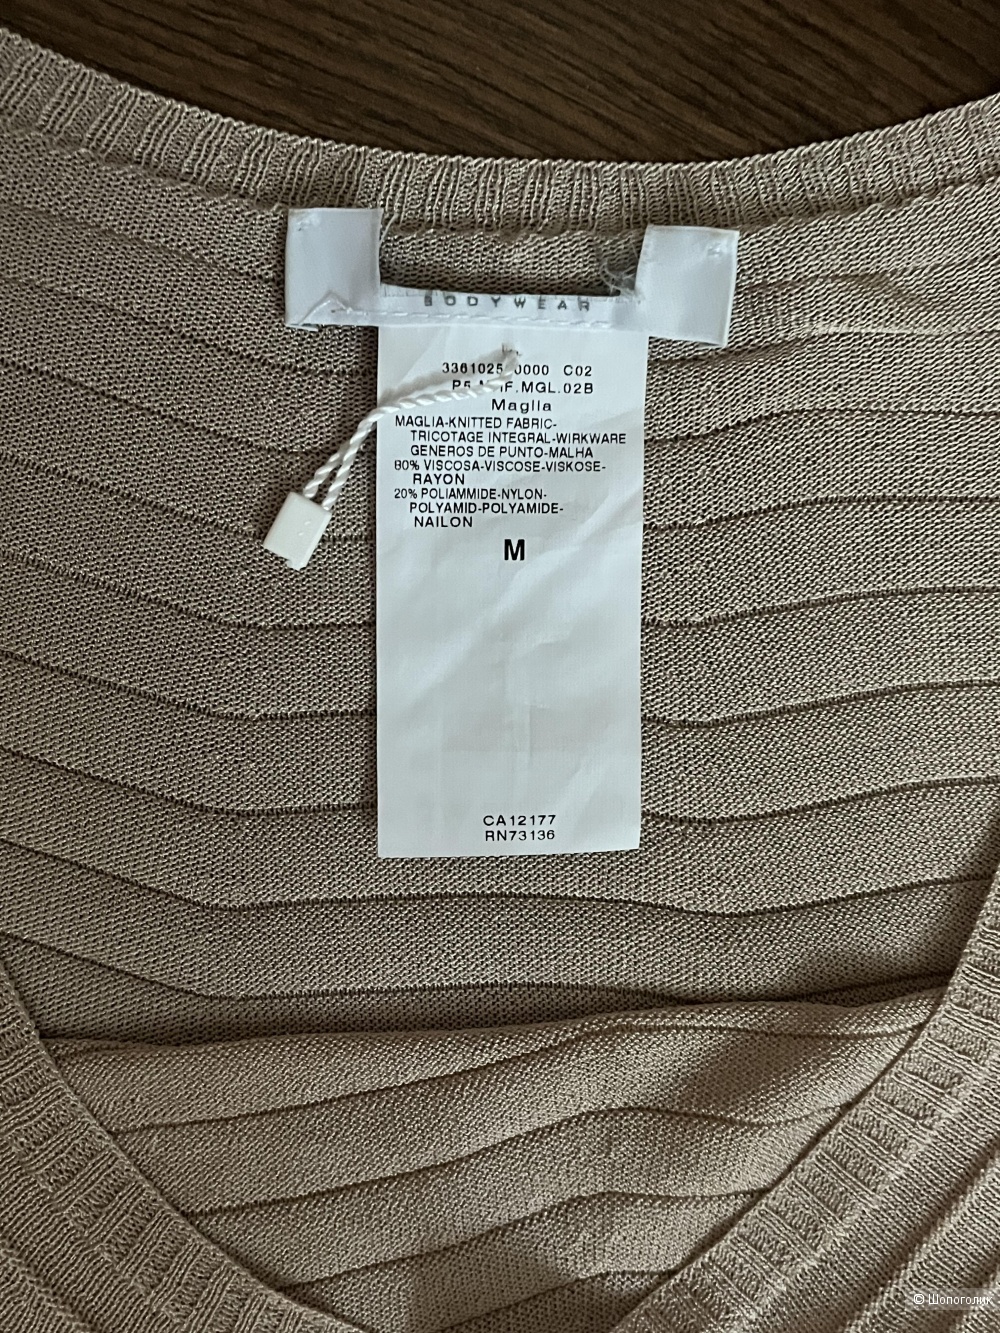 BODYWEAR
3361025 0000 C02
.MGL.02B
Maglia
MAGLIA-KNITTED FABRIC-
TRICOTAGE INTEGRAL-WIRKWARE
GENEROS DE PUNTO-MALHA
80% VISCOSA-VISCOSE-VISKOSE-
RAYON
20% POLIAMMIDE-NYLON-
POLYAMID-POLYAMIDE-
NAILON
M
CA12177
RN73136
© Шопоголик